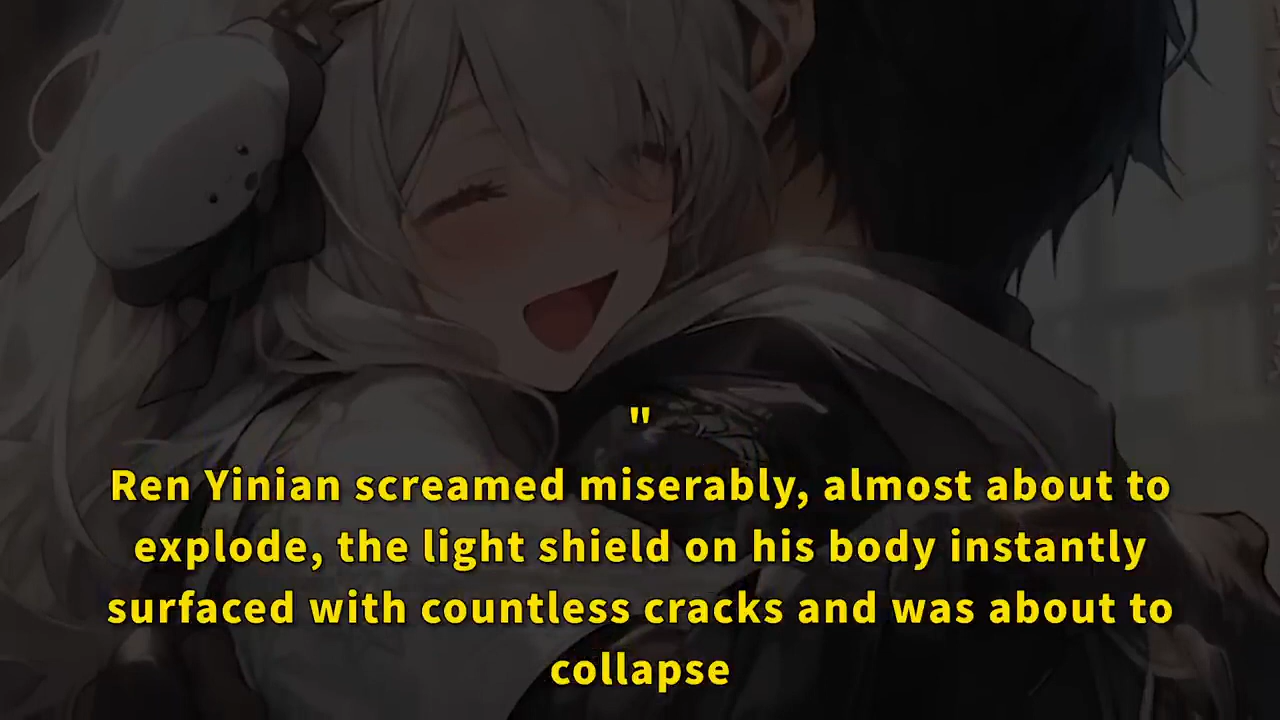 "
Ren Yinian screamed miserably, almost about to
explode, the light shield on his body instantly
surfaced with countless cracks and was about to
collapse